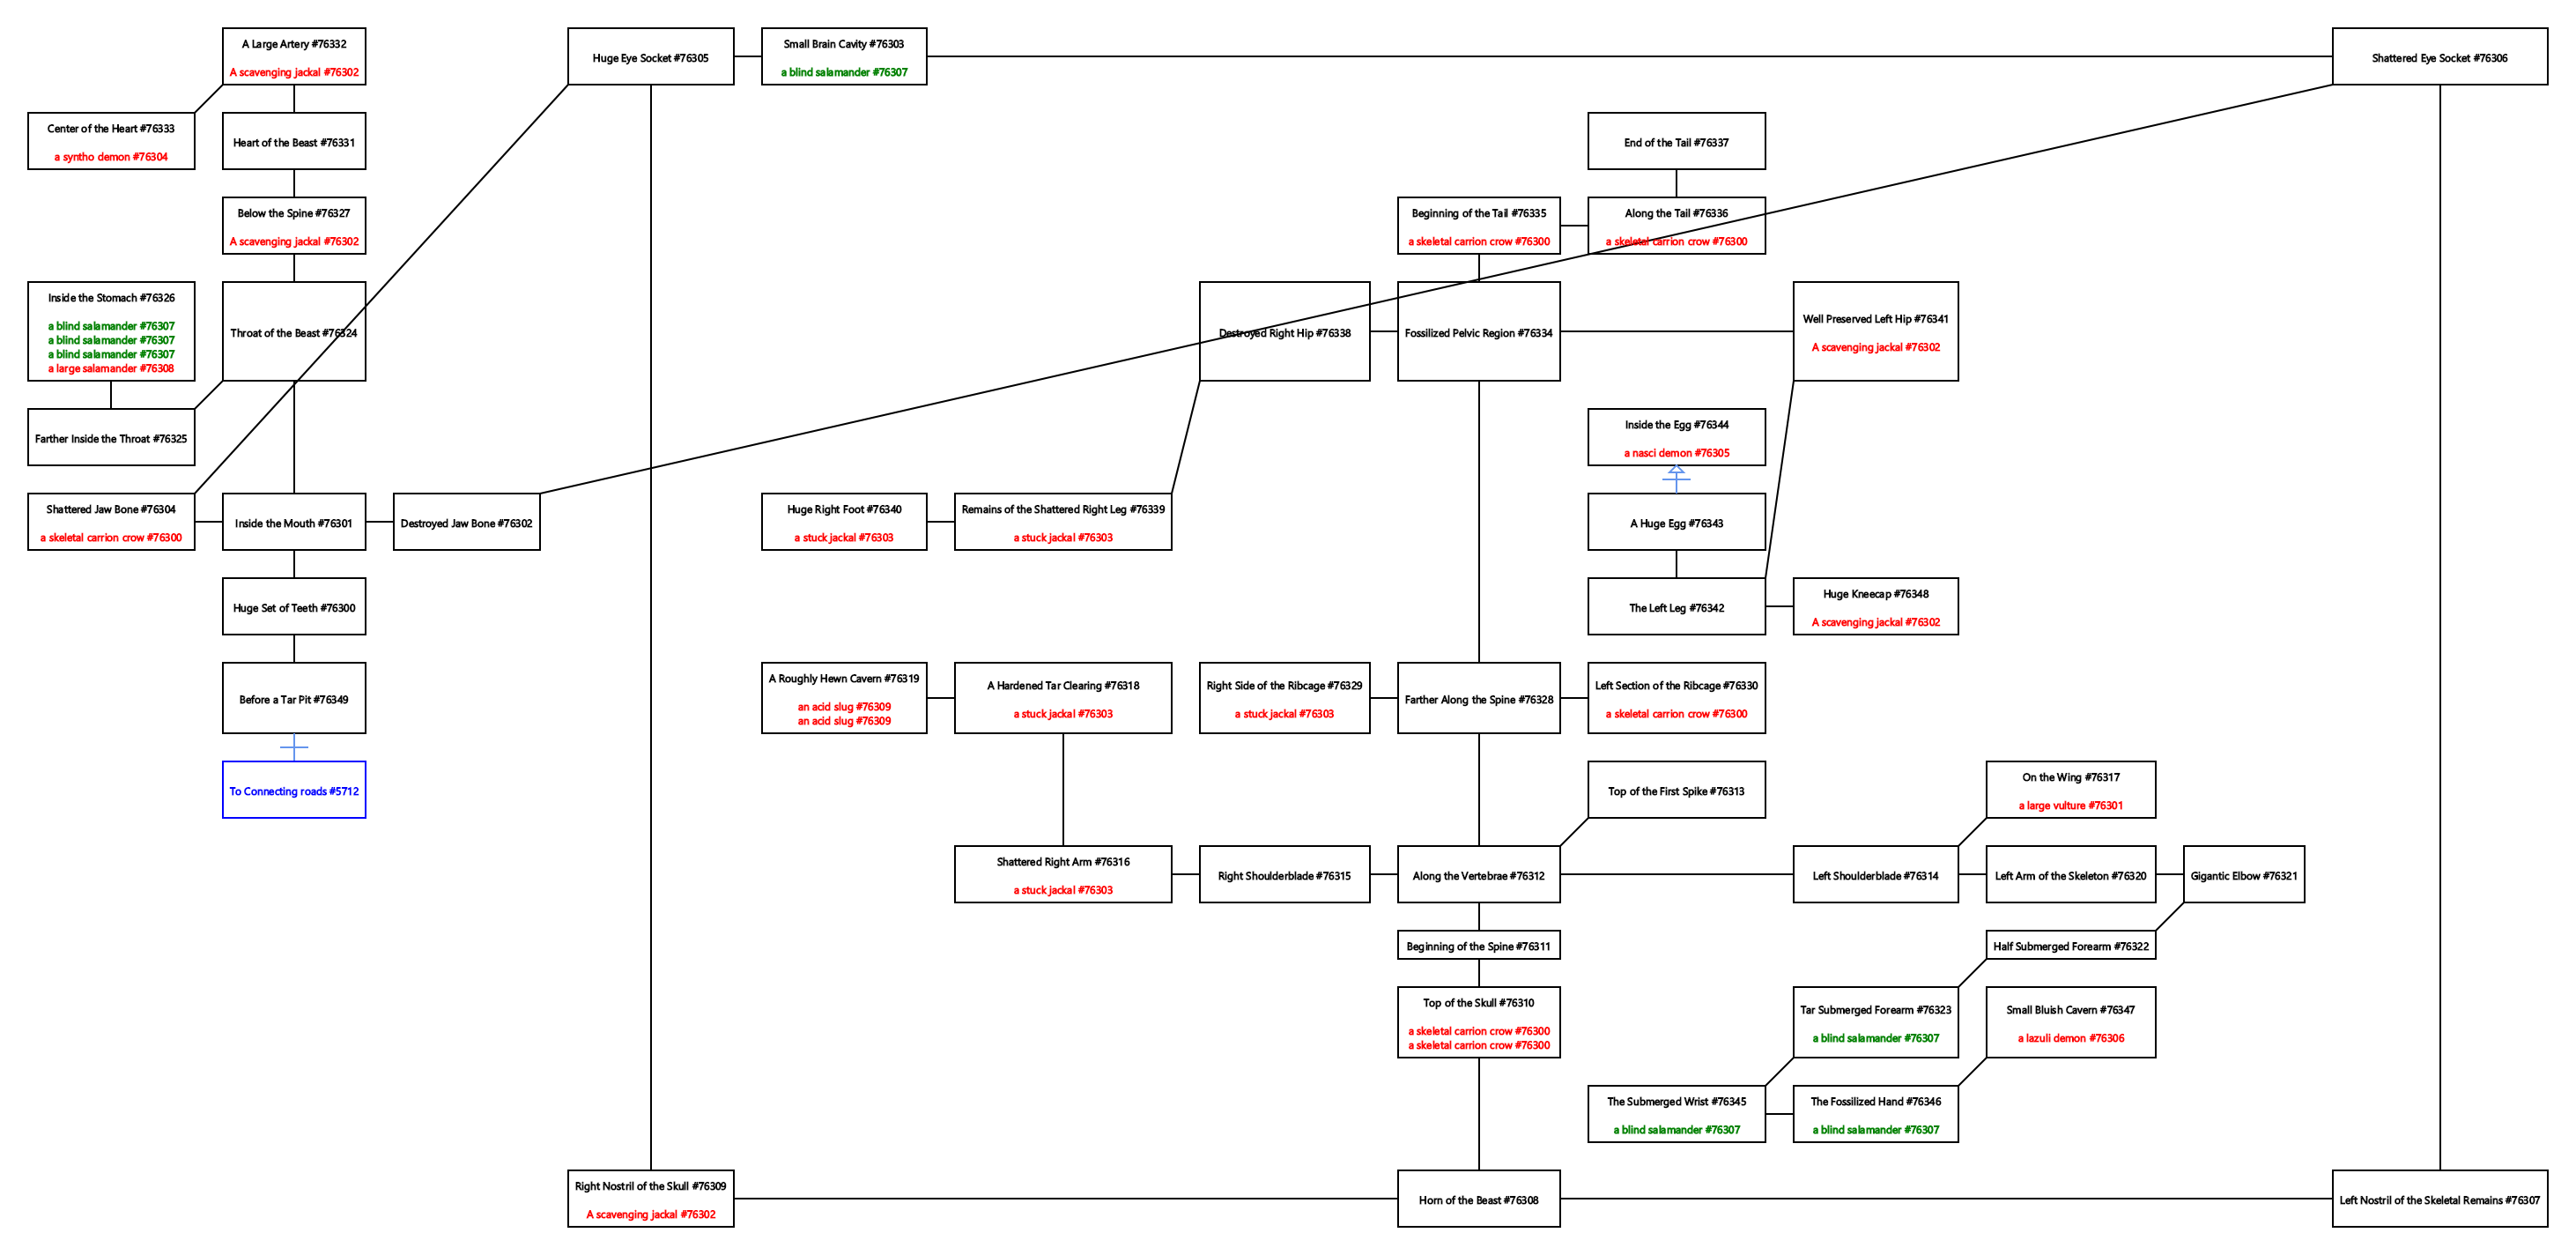 A Large Artery #76332
A scavenging jackal #76302
Huge Eye Socket #76305
Small Brain Cavity #76303
a blind salamander #76307
Shattered Eye Socket #76306
Center of the Heart #76333
a syntho demon #76304
Heart of the Beast #76331
End of the Tail #76337
Below the Spine #76327
A scavenging jackal #76302
Beginning of the Tail #76335
a skeletal carrion crow #76300
Along the Tail #76336
a skeletal carrion crow #76300
Inside the Stomach #76326
a blind salamander #76307
a blind salamander #76307
a blind salamander #76307
a large salamander #76308
Throat of the Beast #76324
Destroyed Right Hip #76338
Fossilized Pelvic Region #76334
Well Preserved Left Hip #76341
A scavenging jackal #76302
Farther Inside the Throat #76325
Inside the Egg #76344
a nasci demon #76305
Shattered Jaw Bone #76304
a skeletal carrion crow #76300
Inside the Mouth #76301
Destroyed Jaw Bone #76302
Huge Right Foot #76340
a stuck jackal #76303
Remains of the Shattered Right Leg #76339
a stuck jackal #76303
A Huge Egg #76343
Huge Set of Teeth #76300
The Left Leg #76342
Huge Kneecap #76348
A scavenging jackal #76302
Before a Tar Pit #76349
A Roughly Hewn Cavern #76319
an acid slug #76309
an acid slug #76309
A Hardened Tar Clearing #76318
a stuck jackal #76303
Right Side of the Ribcage #76329
a stuck jackal #76303
Farther Along the Spine #76328
Left Section of the Ribcage #76330
a skeletal carrion crow #76300
To Connecting roads #5712
Top of the First Spike #76313
On the Wing #76317
a large vulture #76301
Shattered Right Arm #76316
a stuck jackal #76303
Right Shoulderblade #76315
Along the Vertebrae #76312
Left Shoulderblade #76314
Left Arm of the Skeleton #76320
Gigantic Elbow #76321
Beginning of the Spine #76311
Half Submerged Forearm #76322
Top of the Skull #76310
a skeletal carrion crow #76300
a skeletal carrion crow #76300
Tar Submerged Forearm #76323
a blind salamander #76307
Small Bluish Cavern #76347
a lazuli demon #76306
The Submerged Wrist #76345
a blind salamander #76307
The Fossilized Hand #76346
a blind salamander #76307
Right Nostril of the Skull #76309
A scavenging jackal #76302
Horn of the Beast #76308
Left Nostril of the Skeletal Remains #76307